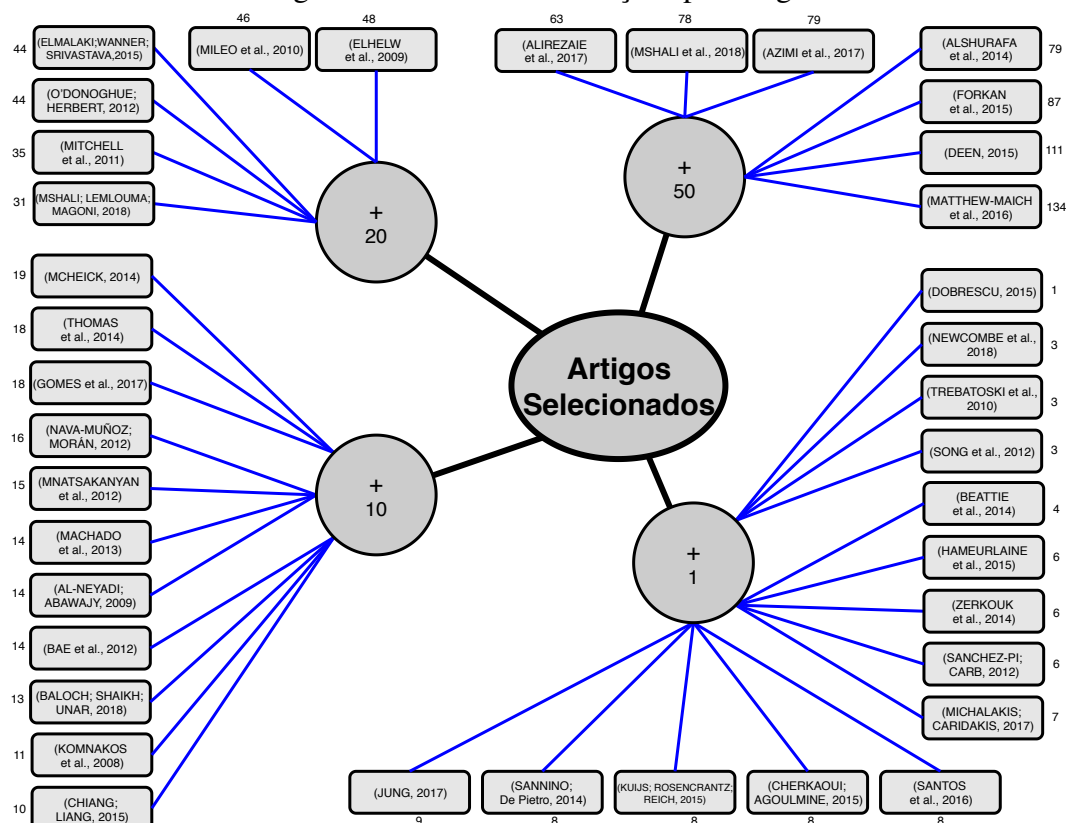 46
48
63
78
79
44
(ELMALAKI;WANNER;
SRIVASTAVA,2015)
(MILEO et al., 2010)
(ELHELW
et al., 2009)
(ALIREZAIE
et al., 2017)
(MSHALI et al., 2018)
(AZIMI et al., 2017)
(ALSHURAFA
et al., 2014)
79
44
(O'DONOGHUE;
HERBERT, 2012)
(FORKAN
et al., 2015)
87
35
(MITCHELL
et al., 2011)
(DEEN, 2015)
111
31
(MSHALI; LEMLOUMA;
MAGONI, 2018)
(MATTHEW-MAICH
et al., 2016)
134
+
20
+
50
19
(MCHEICK, 2014)
(DOBRESCU, 2015)
1
18
(THOMAS
et al., 2014)
(NEWCOMBE et al.,
2018)
3
Artigos
Selecionados
18
(GOMES et al., 2017)
(TREBATOSKI et al.,
2010)
3
16
(NAVA-MUÑOZ;
MORÁN, 2012)
(SONG et al., 2012)
3
15
(MNATSAKANYAN
et al., 2012)
+
10
(BEATTIE
et al., 2014)
4
14
(MACHADO
et al., 2013)
+
1
(HAMEURLAINE
et al., 2015)
6
14
(AL-NEYADI;
ABAWAJY, 2009)
(ZERKOUK
et al., 2014)
6
14
(BAE et al., 2012)
(SANCHEZ-PI;
CARB, 2012)
6
13
(BALOCH; SHAIKH;
UNAR, 2018)
(MICHALAKIS;
CARIDAKIS, 2017)
7
11
(KOMNAKOS
et al., 2008)
10
(CHIANG;
LIANG, 2015)
(JUNG, 2017)
(SANNINO;
De Pietro, 2014)
(KUIJS; ROSENCRANTZ;
REICH, 2015)
(CHERKAOUI;
AGOULMINE, 2015)
(SANTOS
et al., 2016)
9
8
8
8
8